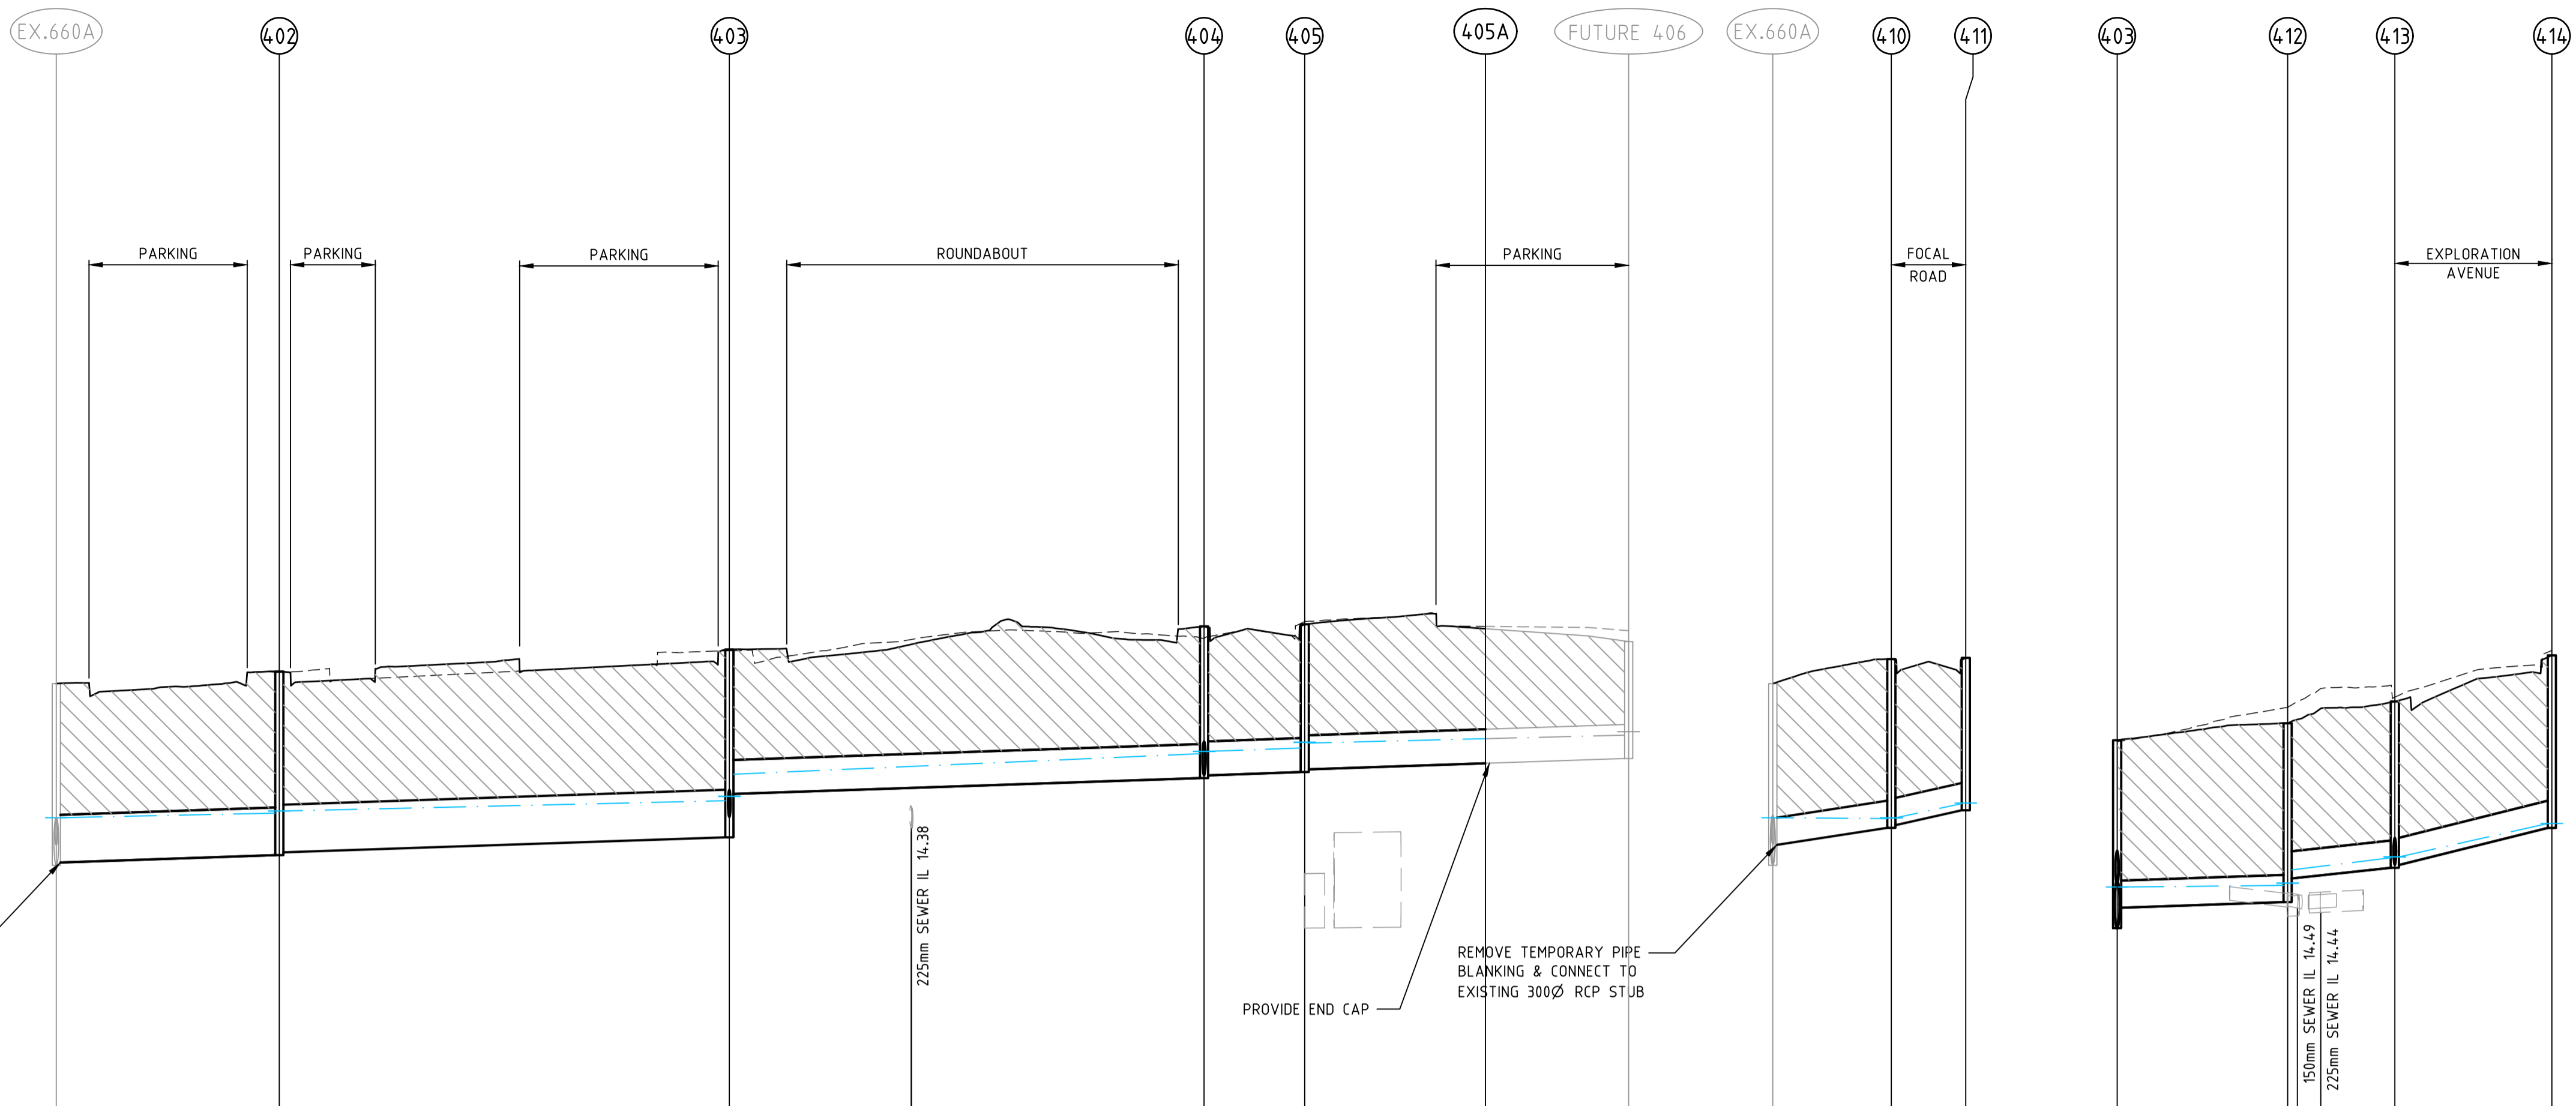 EX.660A
402
403
404
405
405A
FUTURE 406
EX.660A
410
411
403
412
413
414
PARKING
PARKING
PARKING
ROUNDABOUT
PARKING
FOCAL
ROAD
EXPLORATION
AVENUE
225mm SEWER IL 14.38
PROVIDE END CAP
REMOVE TEMPORARY PIPE
BLANKING & CONNECT TO
EXISTING 300Ø RCP STUB
150mm SEWER IL 14.49
225mm SEWER IL 14.44